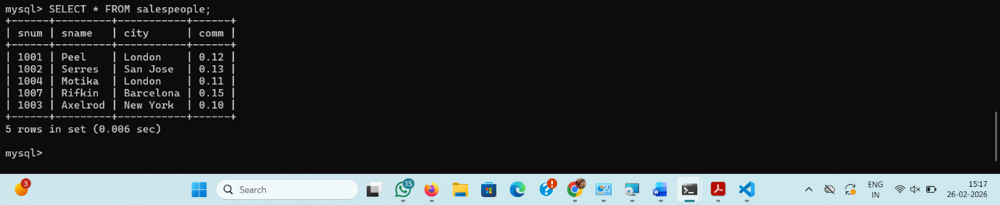 mysql> SELECT * FROM salespeople;
+------+---------+-----------+------+
| snum | sname   | city      | comm |
+------+---------+-----------+------+
| 1001 | Peel    | London    | 0.12 |
| 1002 | Serres  | San Jose  | 0.13 |
| 1004 | Motika  | London    | 0.11 |
| 1007 | Rifkin  | Barcelona | 0.15 |
| 1003 | Axelrod | New York  | 0.10 |
+------+---------+-----------+------+
5 rows in set (0.006 sec)
mysql>
3
Search
15
ENG
IN
15:17
26-02-2026